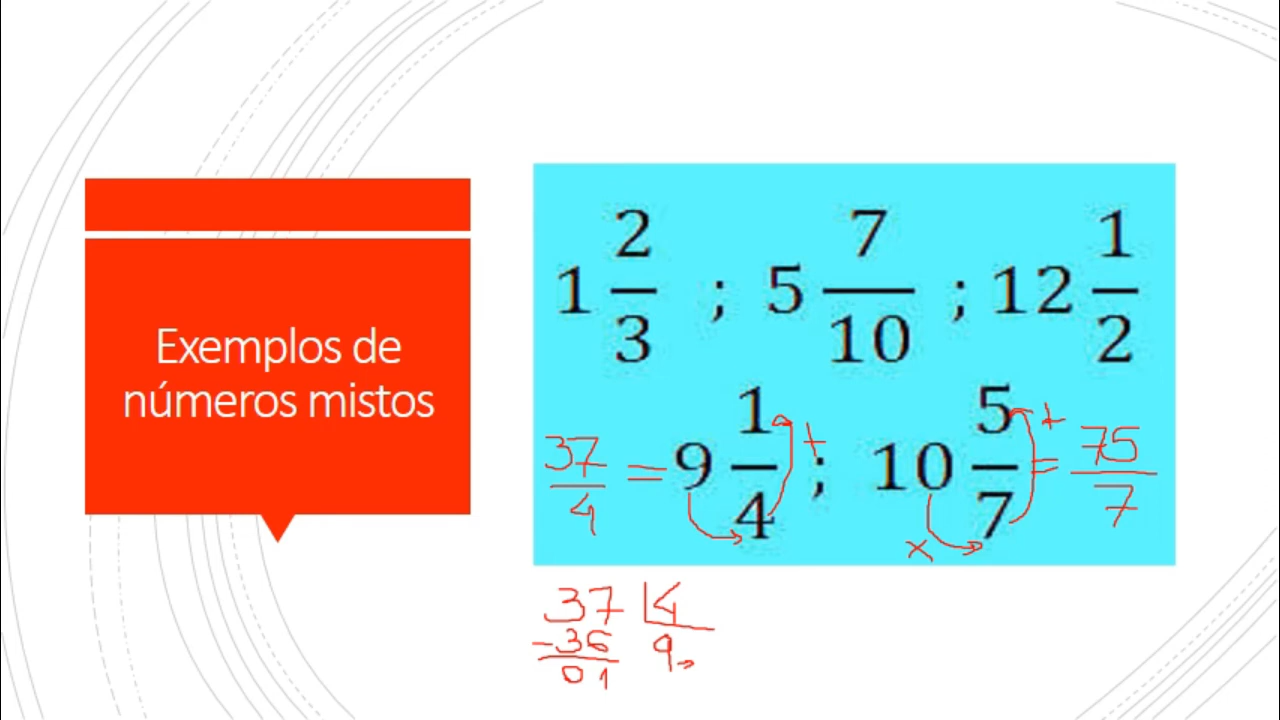 Exemplos de
números mistos
1 2/3 ; 5 7/10 ; 12 1/2
37/4 = 9 1/4 + ; 10 5/7 + = 75/7
x
37 4
-36 9
01